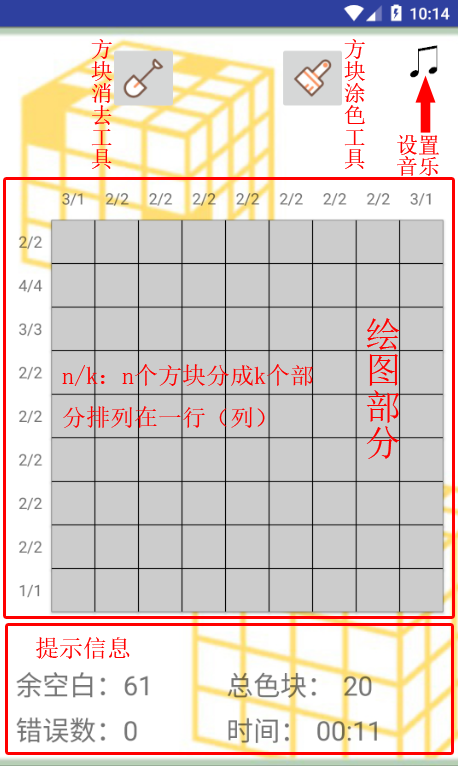 10:14
方块消去工具
方块涂色工具
设置
音乐
3/1 2/2 2/2 2/2 2/2 2/2 2/2 2/2 3/1
2/2
4/4
3/3
2/2
2/2
2/2
2/2
2/2
1/1
n/k: n个方块分成k个部
分排列在一行（列）
绘图部分
提示信息
余空白: 61 总色块: 20
错误数: 0 时间: 00:11